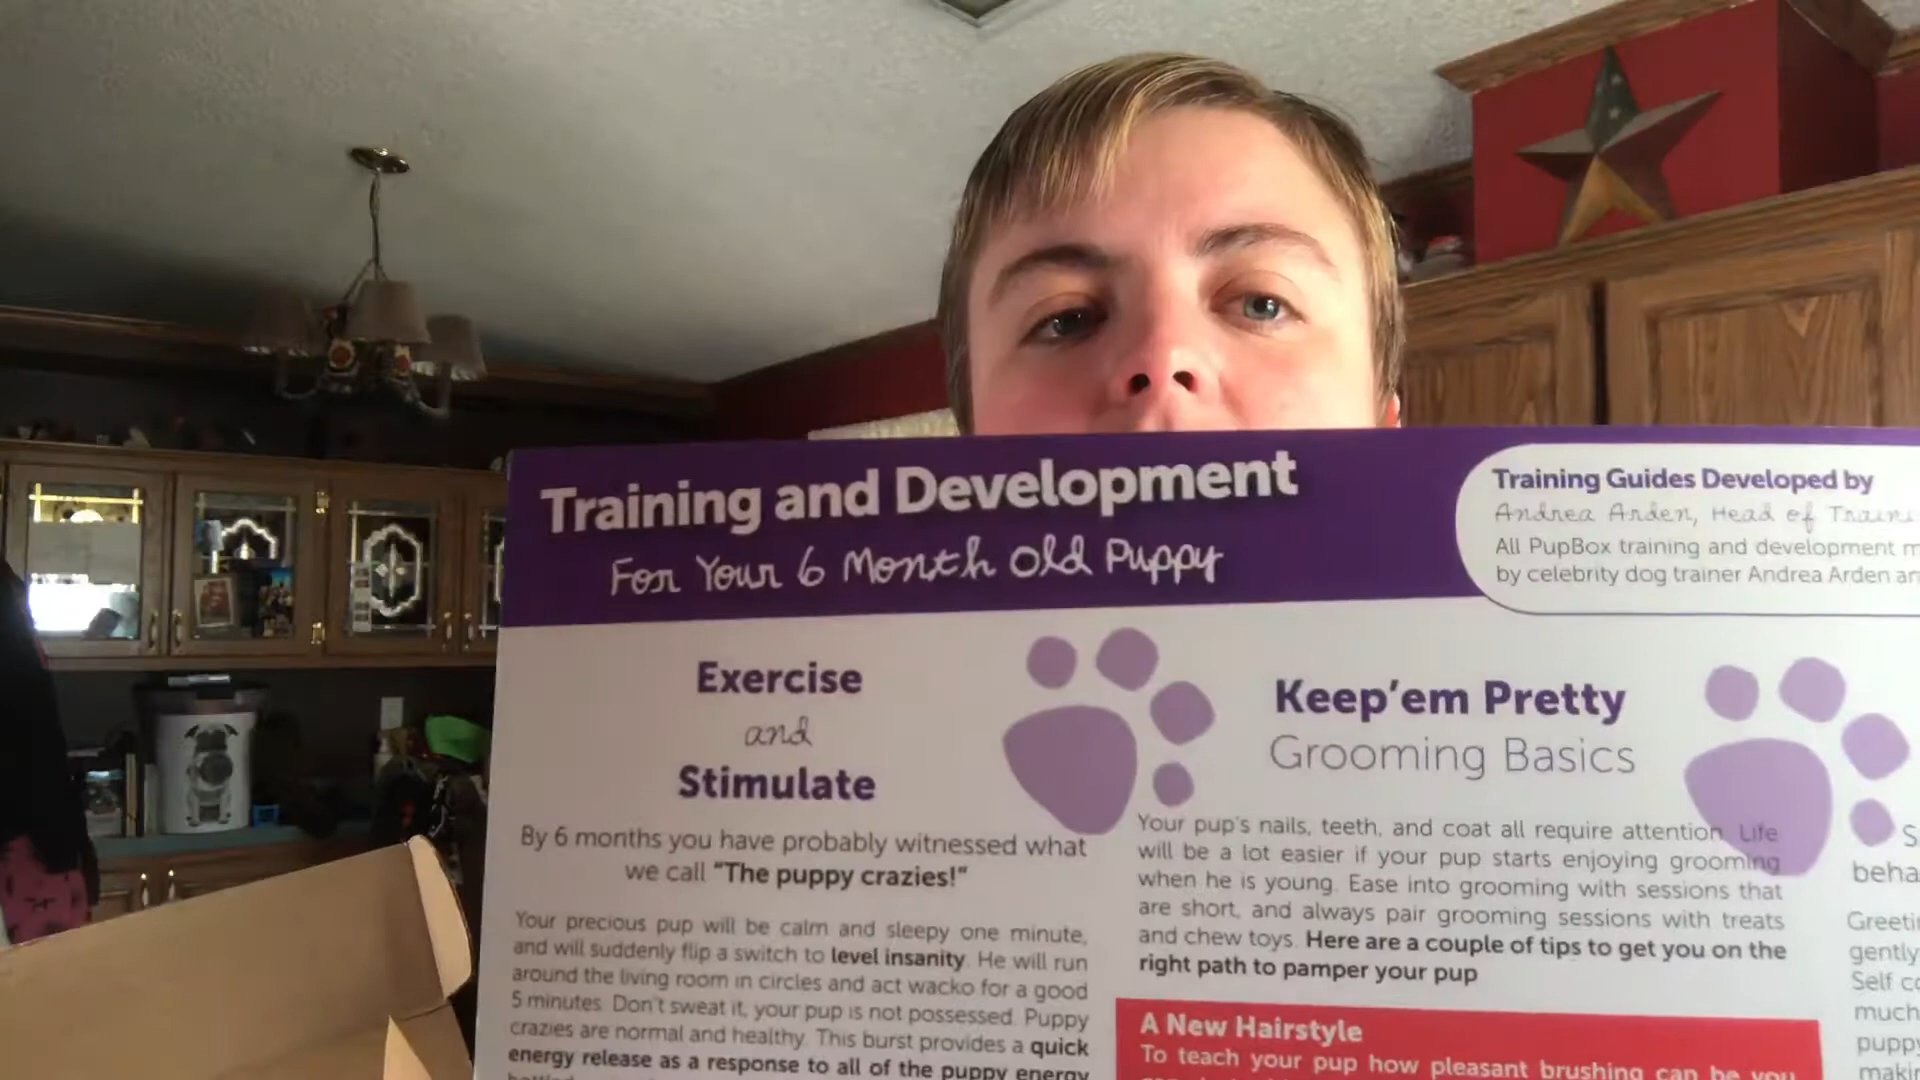 Training and Development
For Your 6 Month Old Puppy
Training Guides Developed by
Andrea Arden, Head of
All PupBox training and development
by celebrity dog trainer Andrea Arden
Exercise
and
Stimulate
By 6 months you have probably witnessed what
we call "The puppy crazies!"
Your precious pup will be calm and sleepy one minute,
and will suddenly flip a switch to level insanity. He will run
around the living room in circles and act wacko for a good
5 minutes. Don't sweat it, your pup is not possessed. Puppy
crazies are normal and healthy. This burst provides a quick
energy release as a response to all of the puppy energy
Keep'em Pretty
Grooming Basics
Your pup's nails, teeth, and coat all require attention. Life
will be a lot easier if your pup starts enjoying grooming
when he is young. Ease into grooming with sessions that
are short, and always pair grooming sessions with treats
and chew toys. Here are a couple of tips to get you on the
right path to pamper your pup
A New Hairstyle
To teach your pup how pleasant brushing can be you
gently
Self
much
puppy